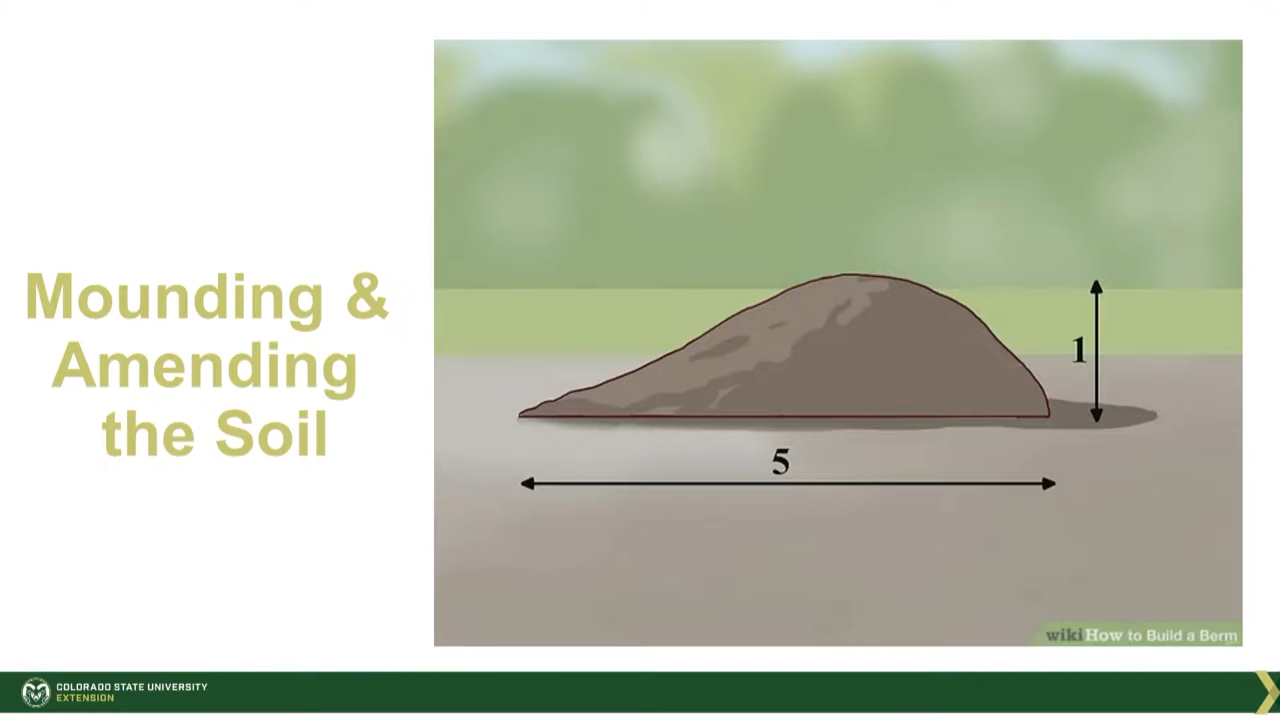 Mounding &
Amending
the Soil
1
5
wikiHow to Build a Berm
COLORADO STATE UNIVERSITY
EXTENSION